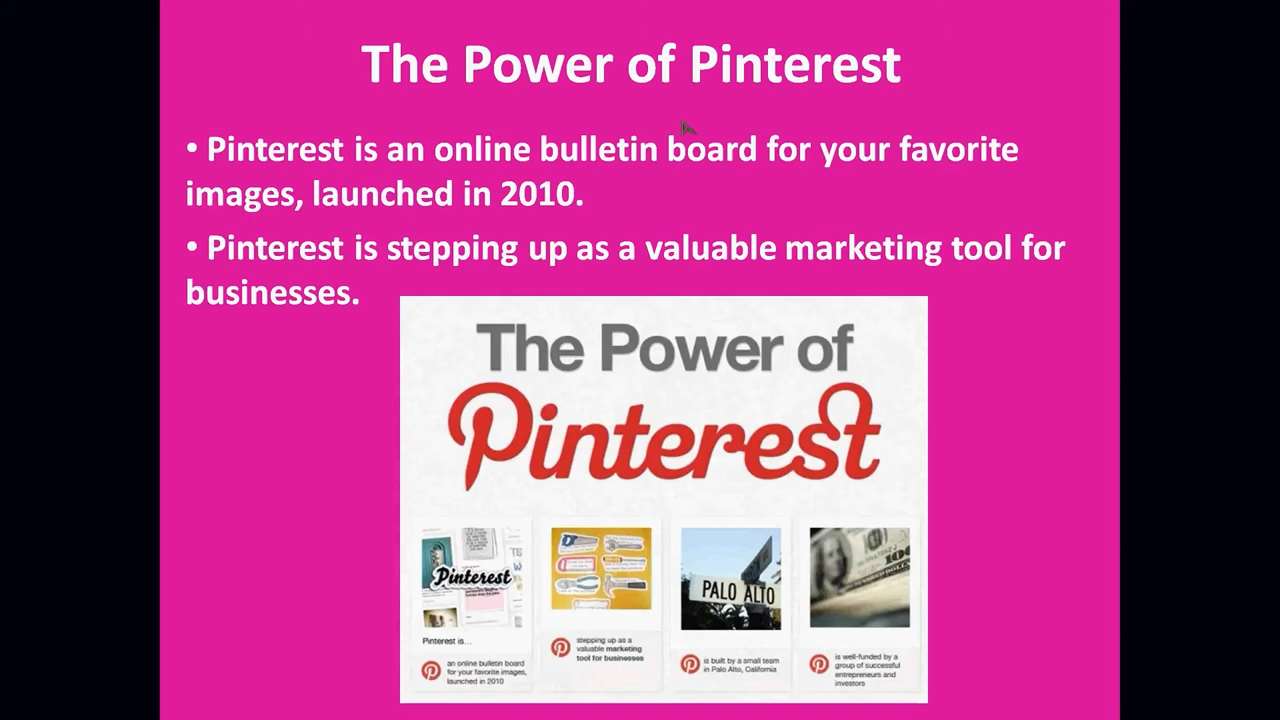 The Power of Pinterest
• Pinterest is an online bulletin board for your favorite
images, launched in 2010.
• Pinterest is stepping up as a valuable marketing tool for
businesses.
The Power of
Pinterest
Pinterest
PALO ALTO
100
Pinterest is...
an online bulletin board
for your favorite images,
launched in 2010
stepping up as a
valuable marketing
tool for businesses
is built by a small team
in Palo Alto, California
is well-funded by a
group of successful
entrepreneurs and
investors